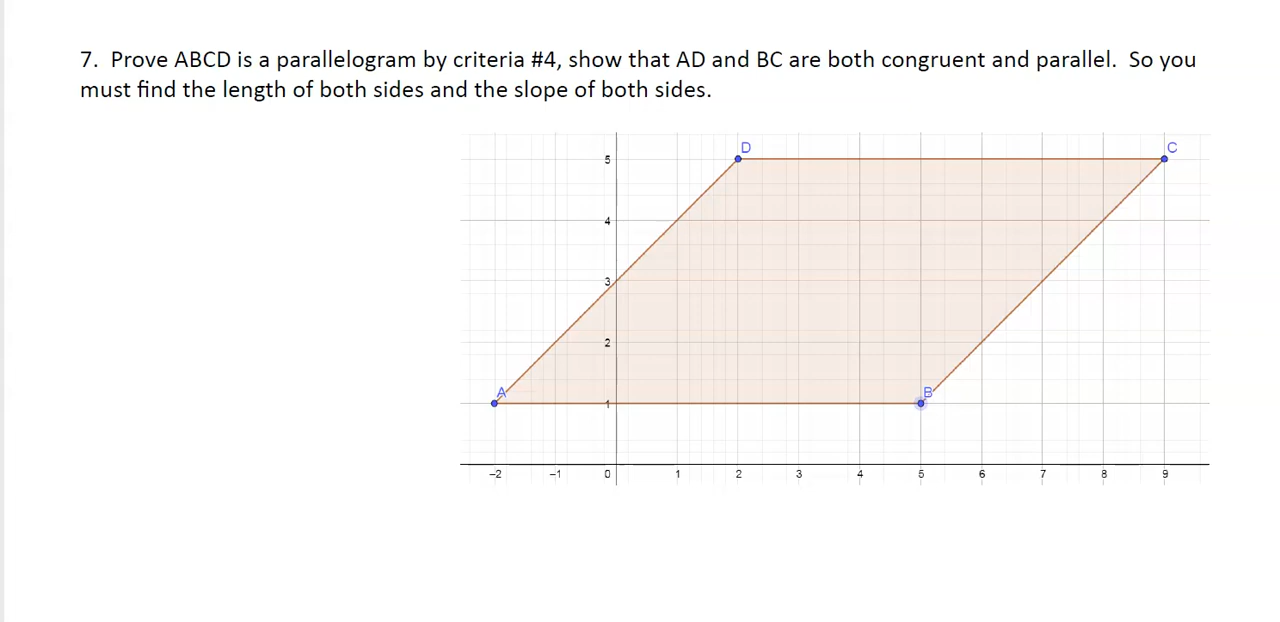 7. Prove ABCD is a parallelogram by criteria #4, show that AD and BC are both congruent and parallel. So you
must find the length of both sides and the slope of both sides.
D
C
5
4
3
2
A
B
1
−2 −1 0 1 2 3 4 5 6 7 8 9